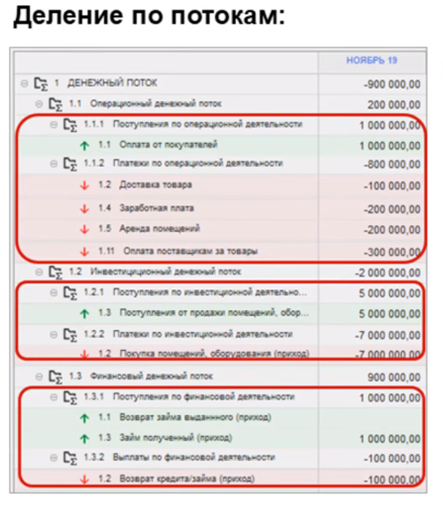 Деление по потокам:
НОЯБРЬ 19
1 ДЕНЕЖНЫЙ ПОТОК -900 000,00
1.1 Операционный денежный поток 200 000,00
1.1.1 Поступления по операционной деятельности 1 000 000,00
1.1 Оплата от покупателей 1 000 000,00
1.1.2 Платежи по операционной деятельности -800 000,00
1.2 Доставка товара -100 000,00
1.4 Заработная плата -200 000,00
1.5 Аренда помещений -200 000,00
1.11 Оплата поставщикам за товары -300 000,00
1.2 Инвестициционный денежный поток -2 000 000,00
1.2.1 Поступления по инвестиционной деятельно... 5 000 000,00
1.3 Поступления от продажи помещений, обор... 5 000 000,00
1.2.2 Платежи по инвестиционной деятельности -7 000 000,00
1.2 Покупка помещений, оборудования (приход) -7 000 000,00
1.3 Финансовый денежный поток 900 000,00
1.3.1 Поступления по финансовой деятельности 1 000 000,00
1.1 Возврат займа выданнного (приход)
1.3 Займ полученный (приход) 1 000 000,00
1.3.2 Выплаты по финансовой деятельности -100 000,00
1.2 Возврат кредита/займа (приход) -100 000,00